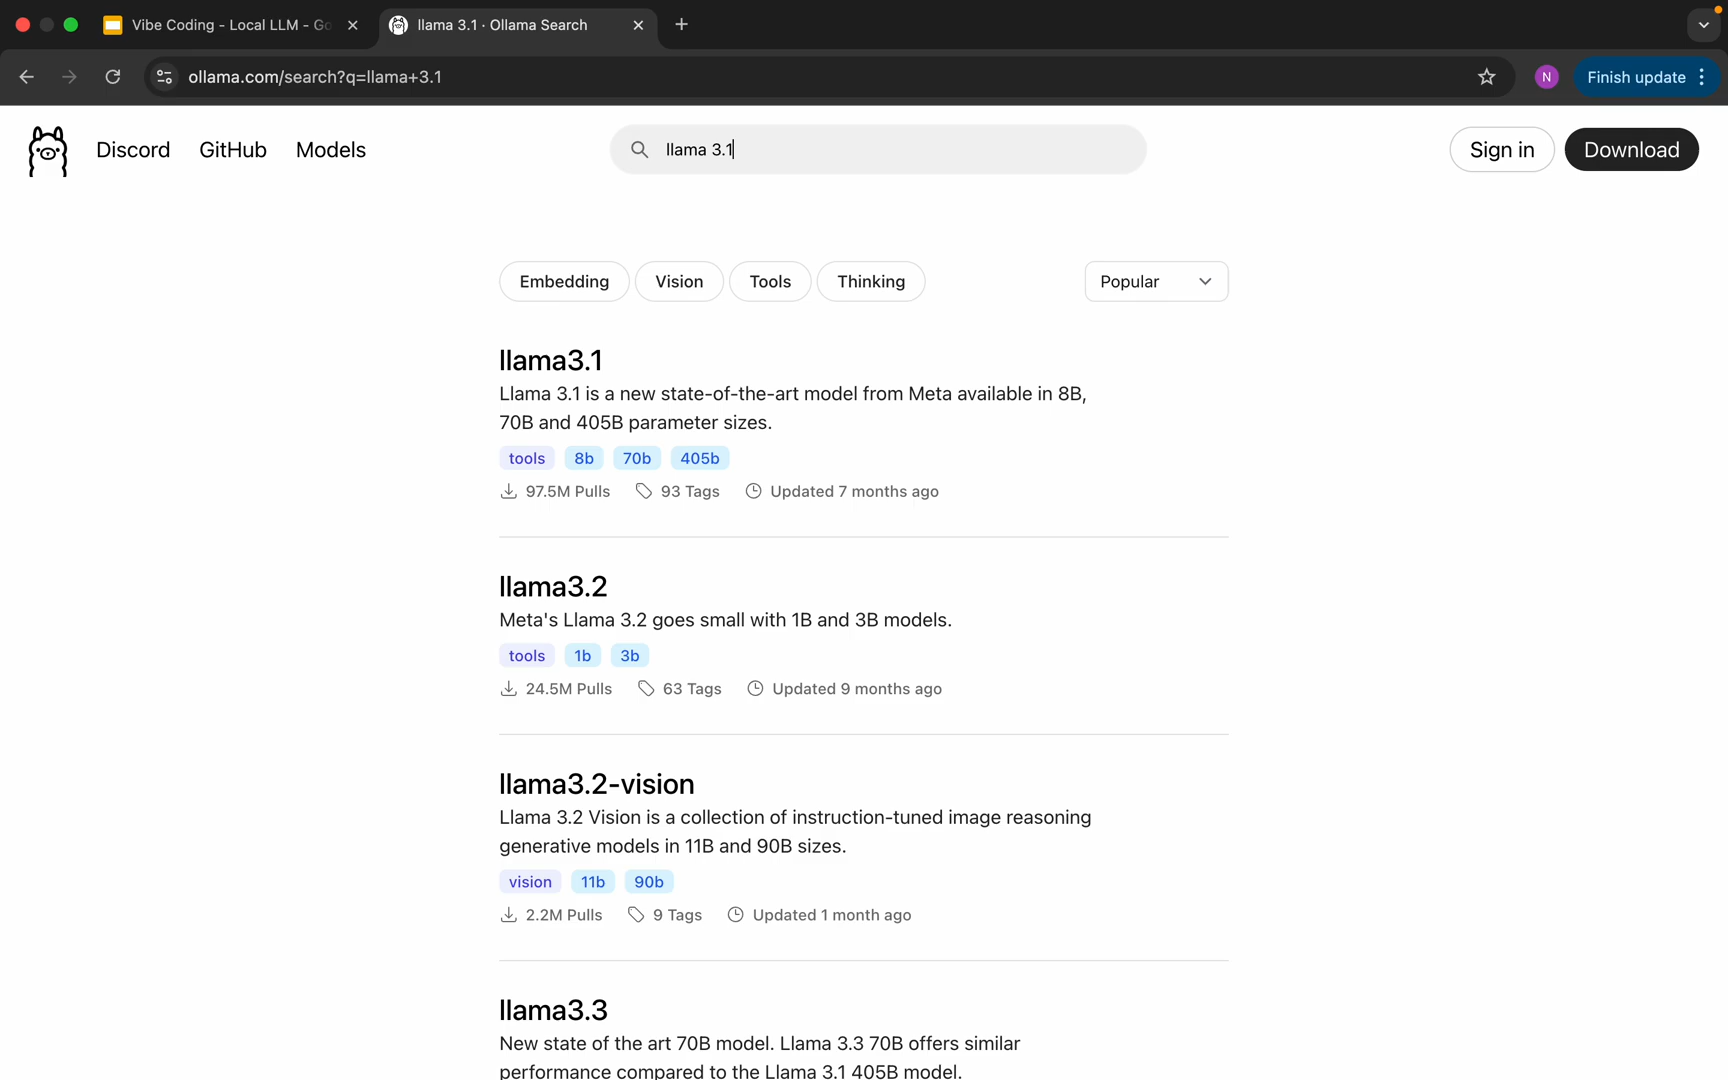 Vibe Coding - Local LLM - Go
llama 3.1 · Ollama Search
ollama.com/search?q=llama+3.1
N
Finish update
Discord
GitHub
Models
llama 3.1
Sign in
Download
Embedding
Vision
Tools
Thinking
Popular
llama3.1
Llama 3.1 is a new state-of-the-art model from Meta available in 8B,
70B and 405B parameter sizes.
tools 8b 70b 405b
97.5M Pulls 93 Tags Updated 7 months ago
llama3.2
Meta's Llama 3.2 goes small with 1B and 3B models.
tools 1b 3b
24.5M Pulls 63 Tags Updated 9 months ago
llama3.2-vision
Llama 3.2 Vision is a collection of instruction-tuned image reasoning
generative models in 11B and 90B sizes.
vision 11b 90b
2.2M Pulls 9 Tags Updated 1 month ago
llama3.3
New state of the art 70B model. Llama 3.3 70B offers similar
performance compared to the Llama 3.1 405B model.